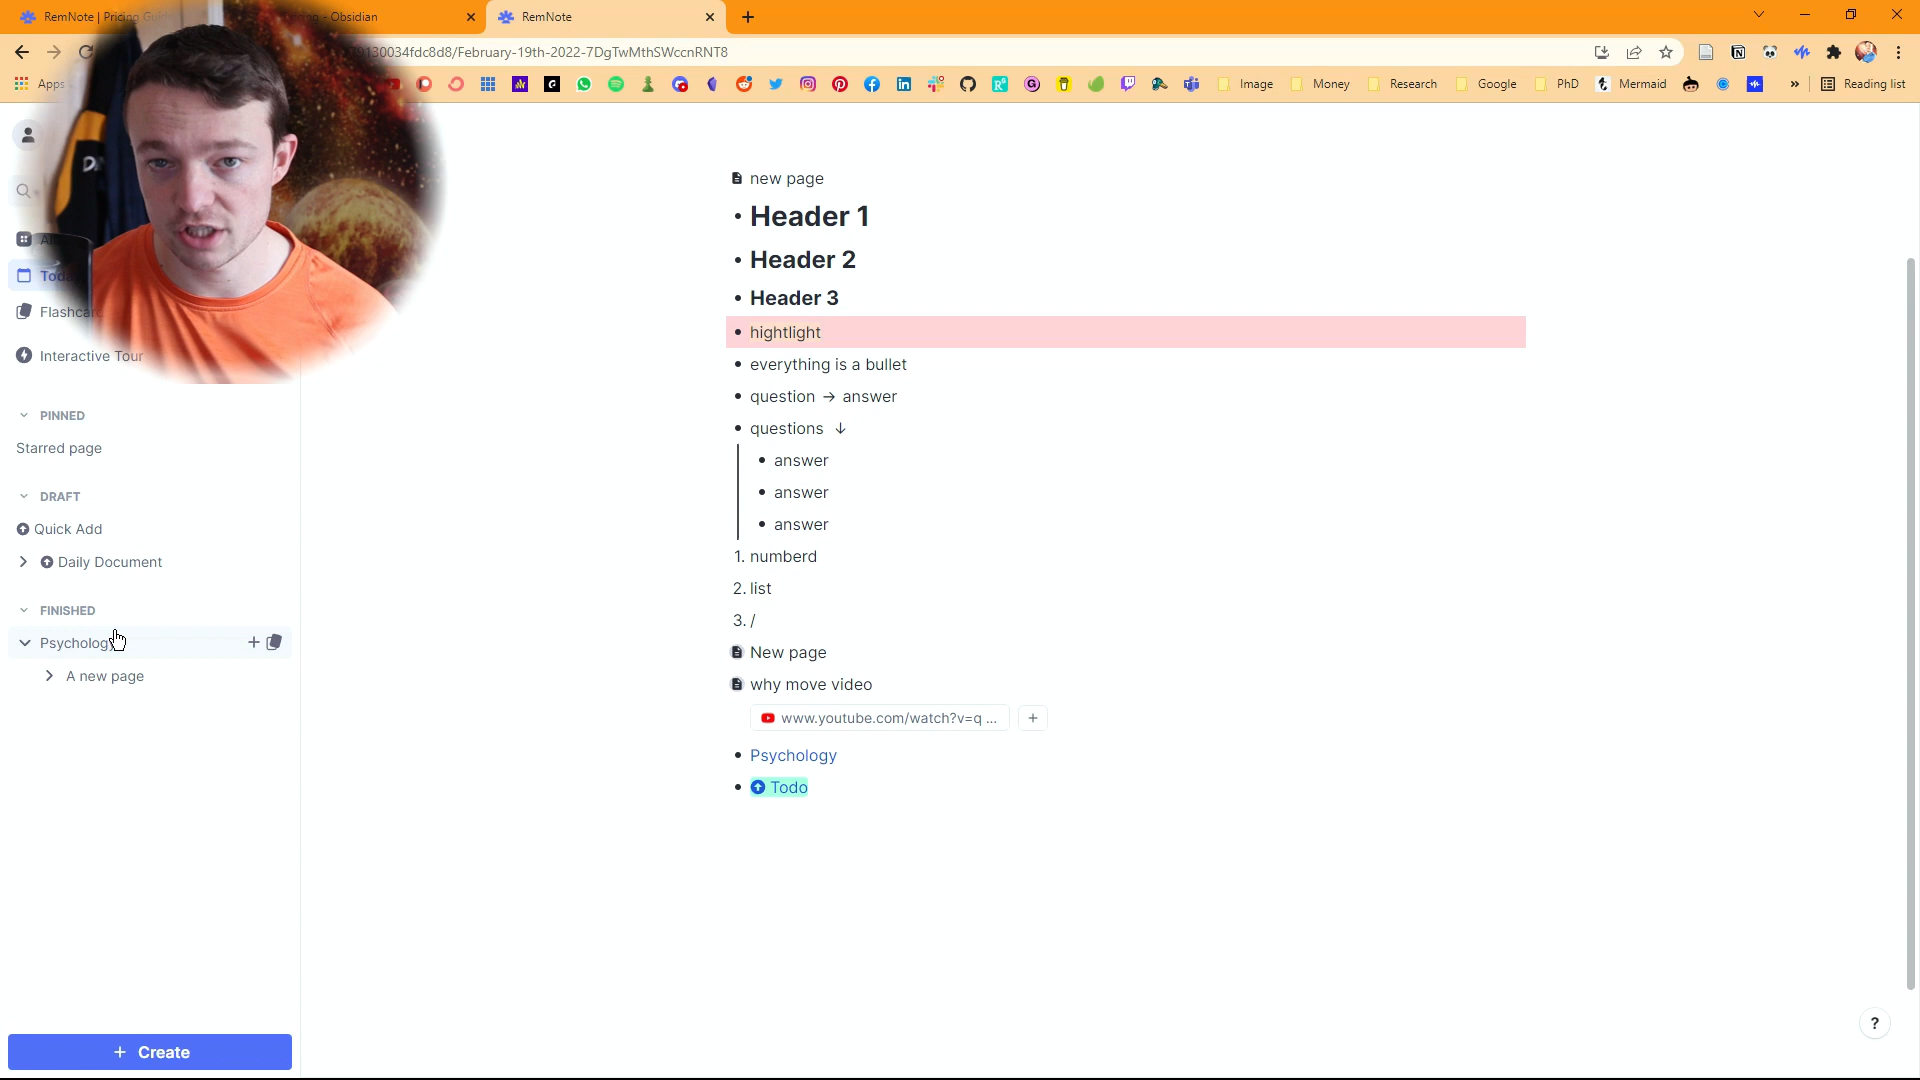 RemNote | Pricing
- Obsidian
RemNote
0130034fdc8d8/February-19th-2022-7DgTwMthSWccnRNT8
Apps
Image
Money
Research
Google
PhD
Mermaid
Reading list
Flashcar
Interactive Tour
PINNED
Starred page
DRAFT
Quick Add
Daily Document
FINISHED
Psychology
A new page
+ Create
new page
• Header 1
• Header 2
• Header 3
• hightlight
• everything is a bullet
• question → answer
• questions ↓
• answer
• answer
• answer
1. numberd
2. list
3. /
New page
why move video
www.youtube.com/watch?v=q ...
+
• Psychology
• Todo
?